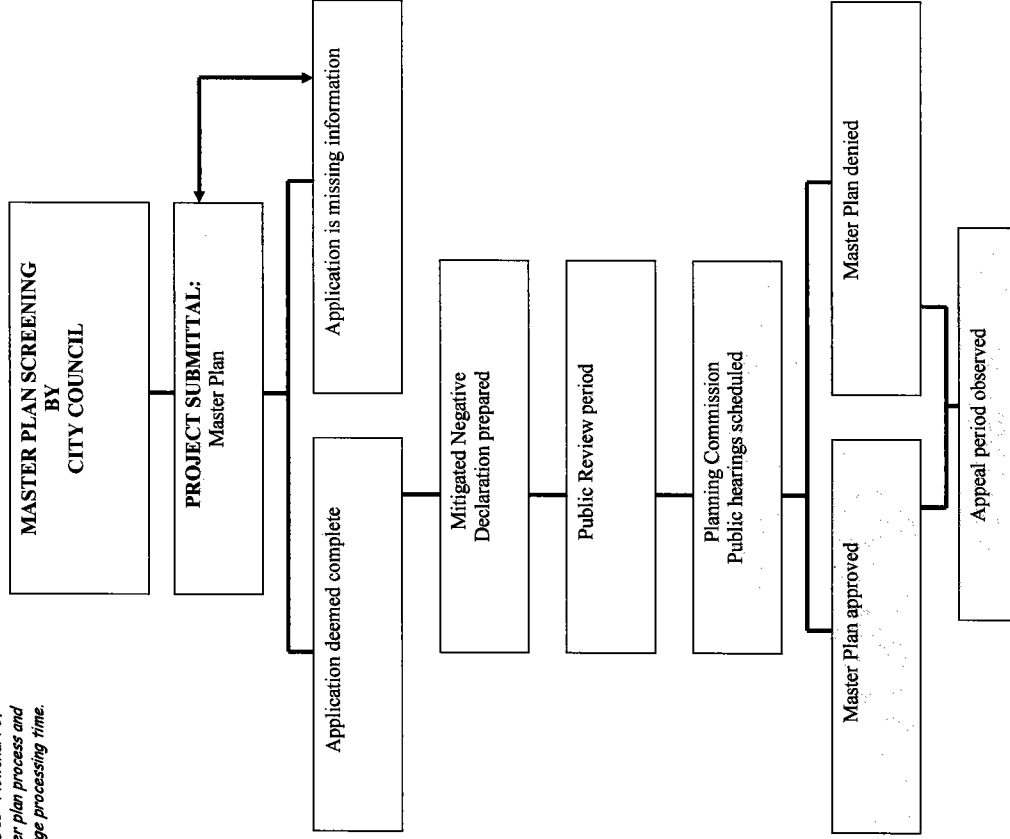 plan process and
processing time.
MASTER PLAN SCREENING
BY
CITY COUNCIL
PROJECT SUBMITTAL:
Master Plan
Application deemed complete
Application is missing information
Mitigated Negative
Declaration prepared
Public Review period
Planning Commission
Public hearings scheduled
Master Plan approved
Master Plan denied
Appeal period observed